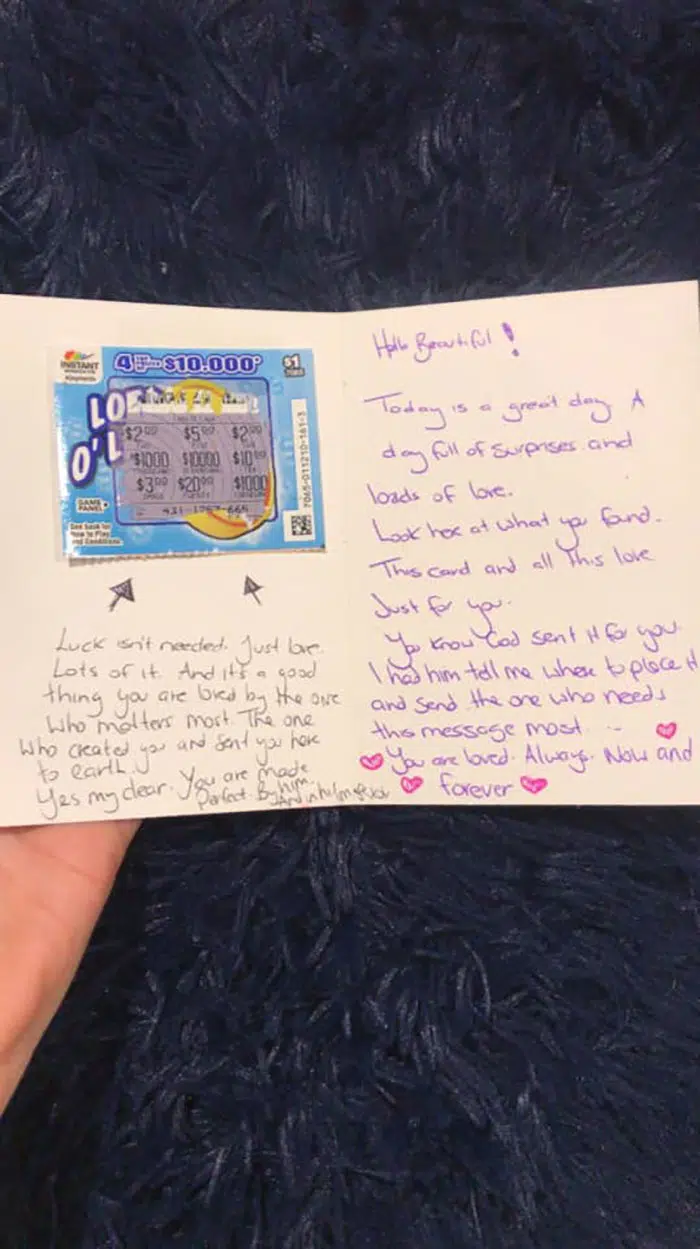 INSTANT
4 $10,000
$1
LO
O'L
$2.00 $5.00 $2.00
$1000 $10000 $10.00
$3.00 $20.00 $1000
GAME PANEL
See back for
How to Play
and Conditions
7065-011210-161-3
Luck isn't needed. Just love.
Lots of it. And it's a good
thing you are loved by the one
who matters most. The one
who created you and sent you here
to earth.
Yes my dear. You are made
Perfect. By him.
And in his image
Hello Beautiful!
Today is a great day. A
day full of surprises and
loads of love.
Look here at what you found.
This card and all this love
Just for you.
You know God sent it for you.
I had him tell me where to place it
and send the one who needs
this message most...
You are loved. Always. Now and
forever